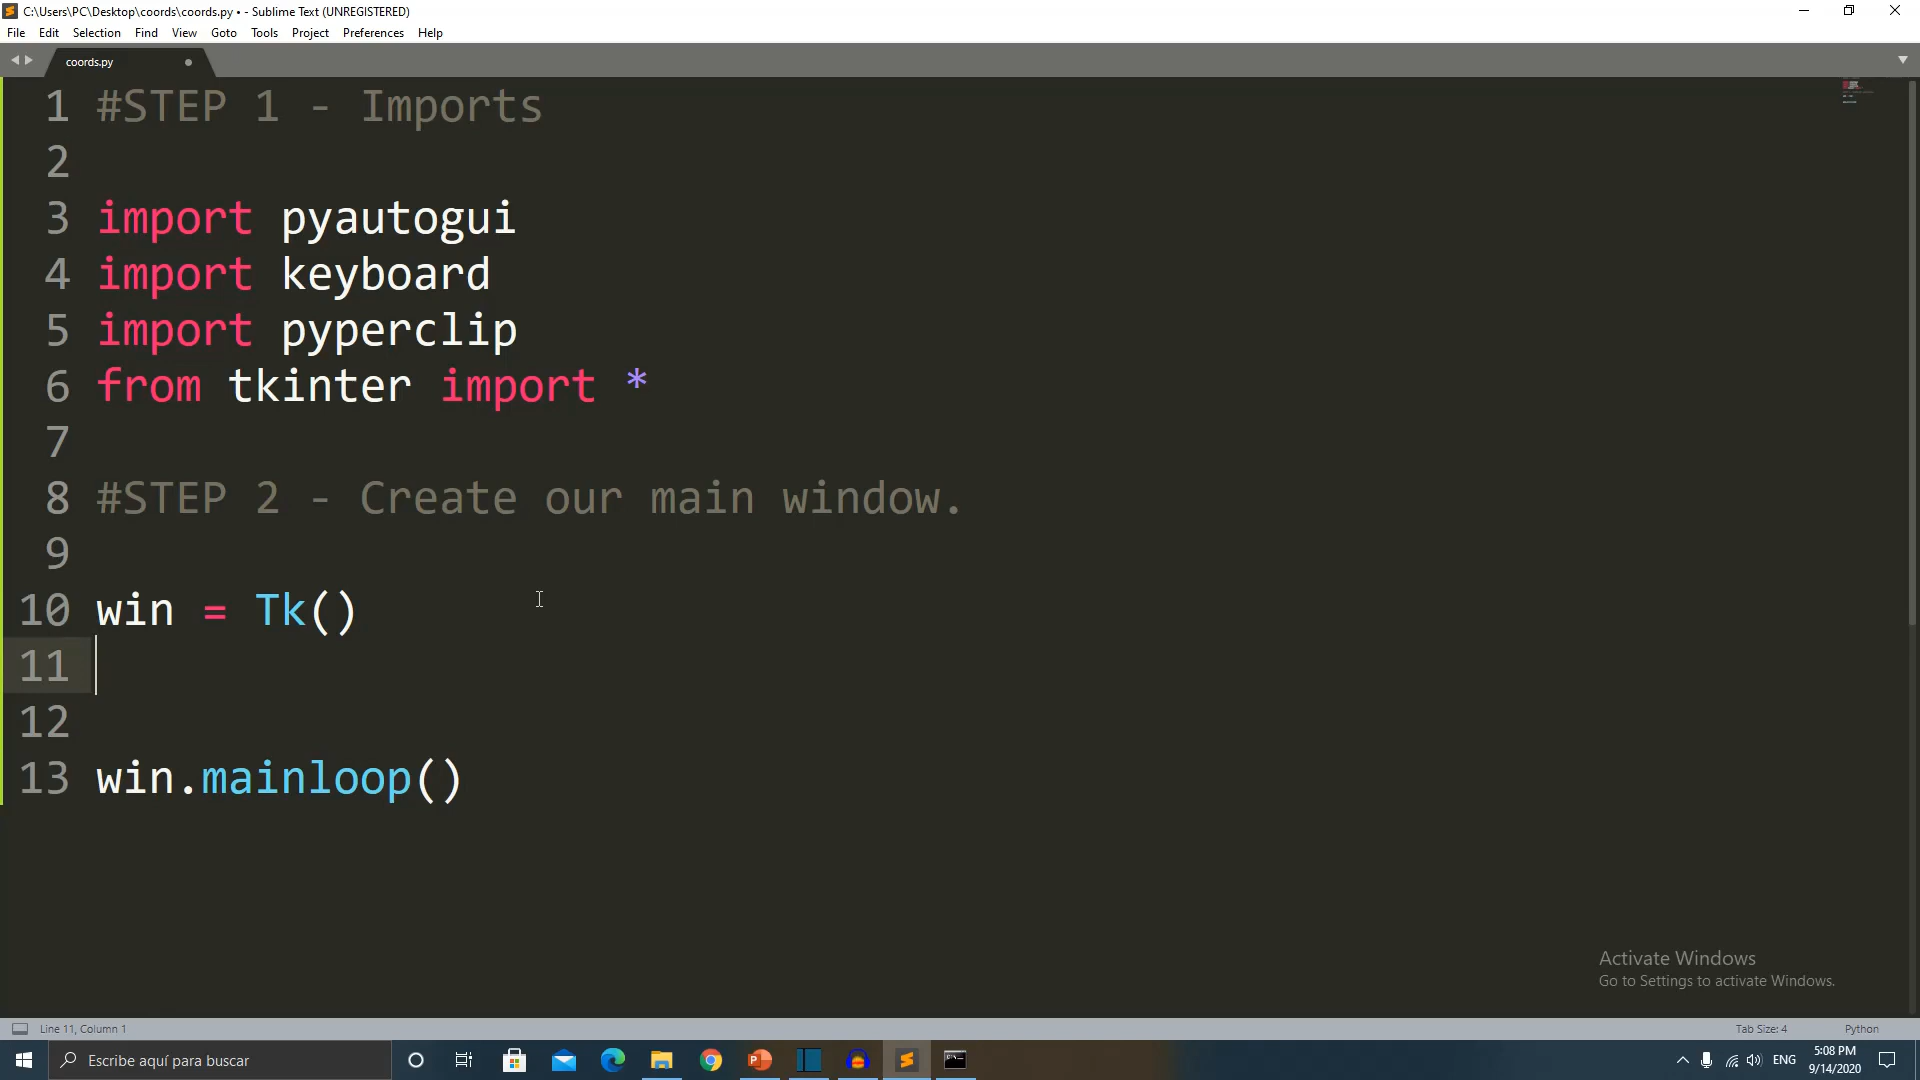 C:\Users\PC\Desktop\coords\coords.py • - Sublime Text (UNREGISTERED)
File Edit Selection Find View Goto Tools Project Preferences Help
coords.py
1 #STEP 1 - Imports
2
3 import pyautogui
4 import keyboard
5 import pyperclip
6 from tkinter import *
7
8 #STEP 2 - Create our main window.
9
10 win = Tk()
11
12
13 win.mainloop()
Activate Windows
Go to Settings to activate Windows.
Line 11, Column 1 Tab Size: 4 Python
Escribe aquí para buscar ENG 5:08 PM
9/14/2020